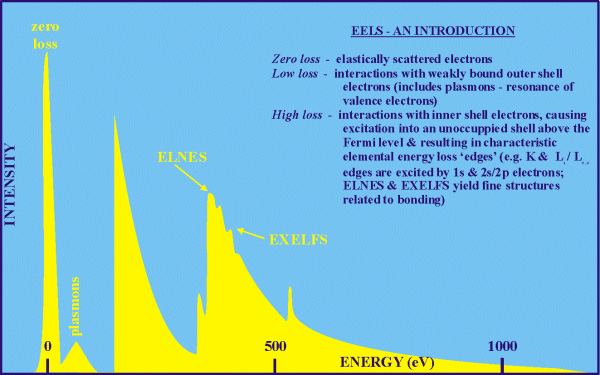 zero
loss
EELS - AN INTRODUCTION
Zero loss - elastically scattered electrons
Low loss - interactions with weakly bound outer shell
electrons (includes plasmons - resonance of
valence electrons)
High loss - interactions with inner shell electrons, causing
excitation into an unoccuppied shell above the
Fermi level & resulting in characteristic
elemental energy loss ‘edges’ (e.g. K & L / L
edges are excited by 1s & 2s/2p electrons;
ELNES & EXELFS yield fine structures
related to bonding)
ELNES
EXELFS
INTENSITY
plasmons
0
500
1000
ENERGY (eV)